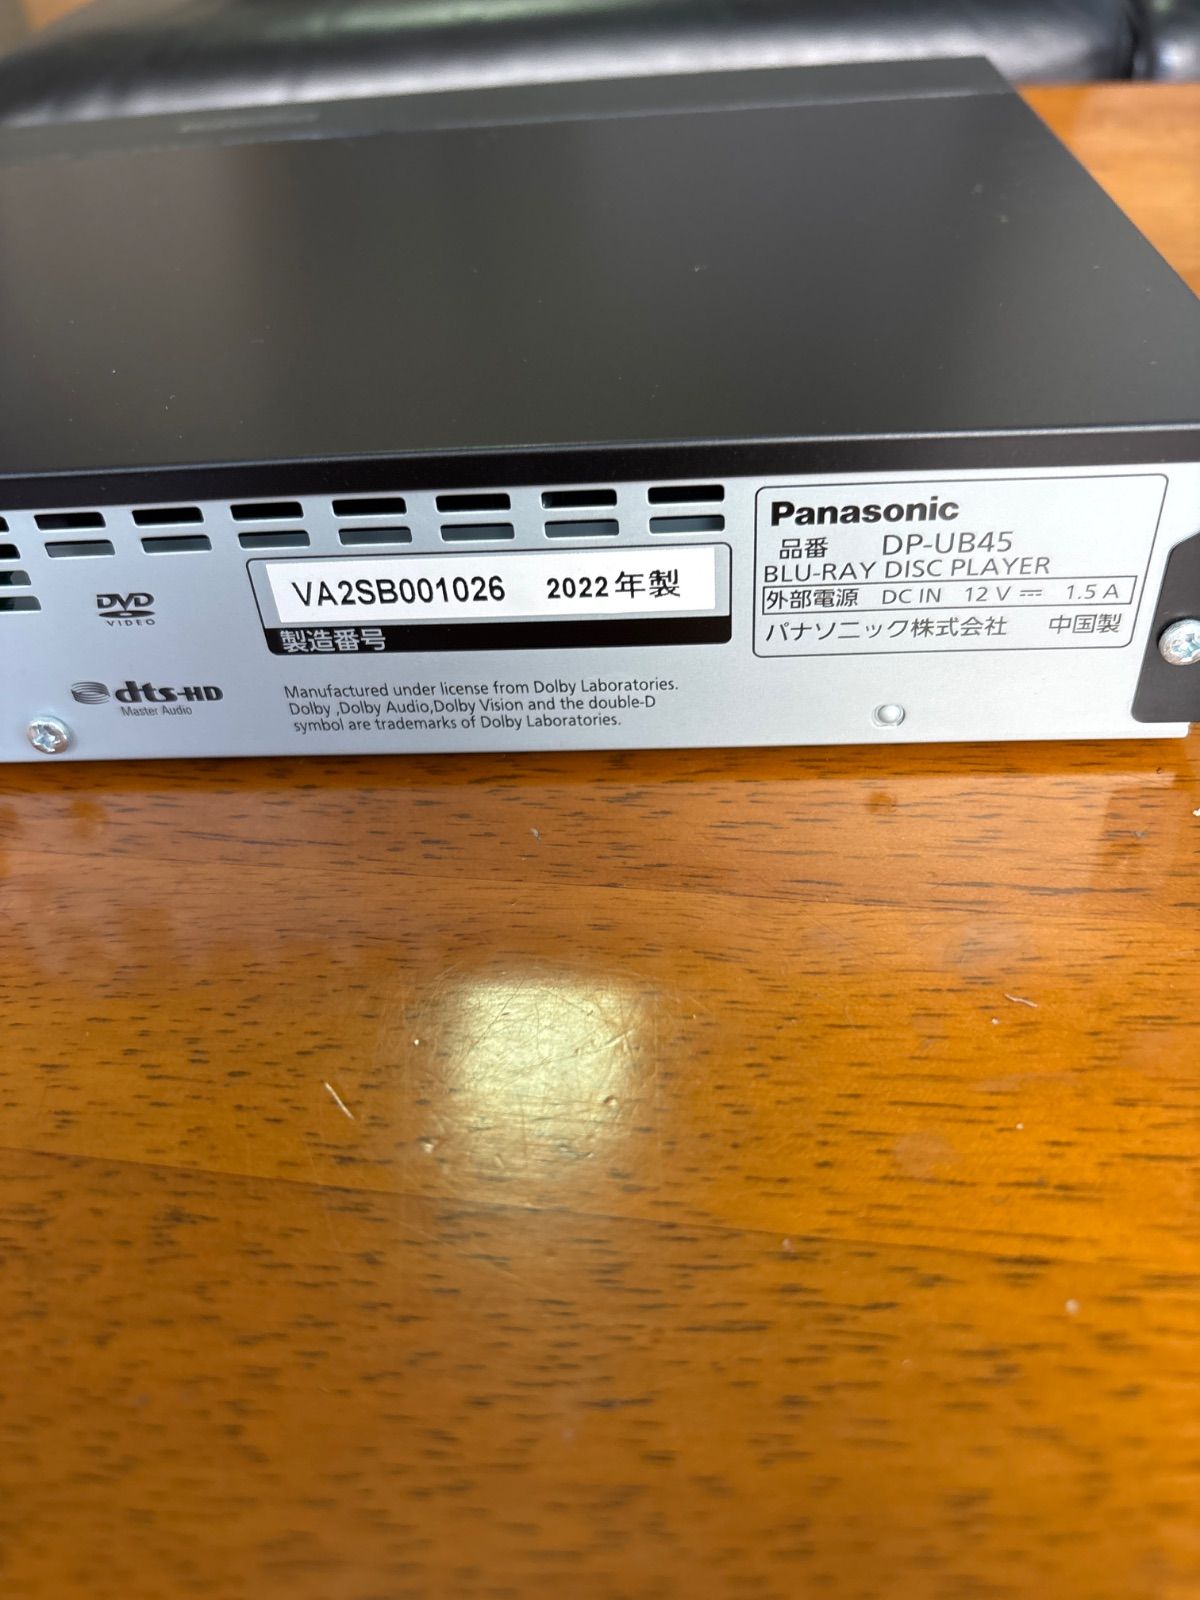 Panasonic
品番 DP-UB45
BLU-RAY DISC PLAYER
外部電源 DC IN 12 V ⎓ 1.5 A
パナソニック株式会社 中国製
VA2SB001026 2022年製
製造番号
DVD
VIDEO
dts-HD
Master Audio
Manufactured under license from Dolby Laboratories.
Dolby ,Dolby Audio,Dolby Vision and the double-D
symbol are trademarks of Dolby Laboratories.